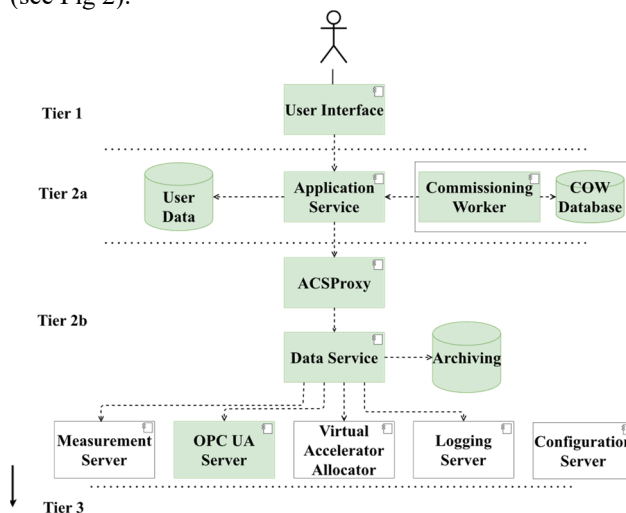 (see Fig 2).
Tier 1
User Interface
Tier 2a
User
Data
Application
Service
Commissioning
Worker
COW
Database
ACSProxy
Tier 2b
Data Service
Archiving
Measurement
Server
OPC UA
Server
Virtual
Accelerator
Allocator
Logging
Server
Configuration
Server
Tier 3